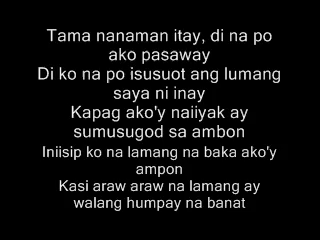 Tama nanaman itay, di na po
ako pasaway
Di ko na po isusuot ang lumang
saya ni inay
Kapag ako'y naiiyak ay
sumusugod sa ambon
Iniisip ko na lamang na baka ako'y
ampon
Kasi araw araw na lamang ay
walang humpay na banat